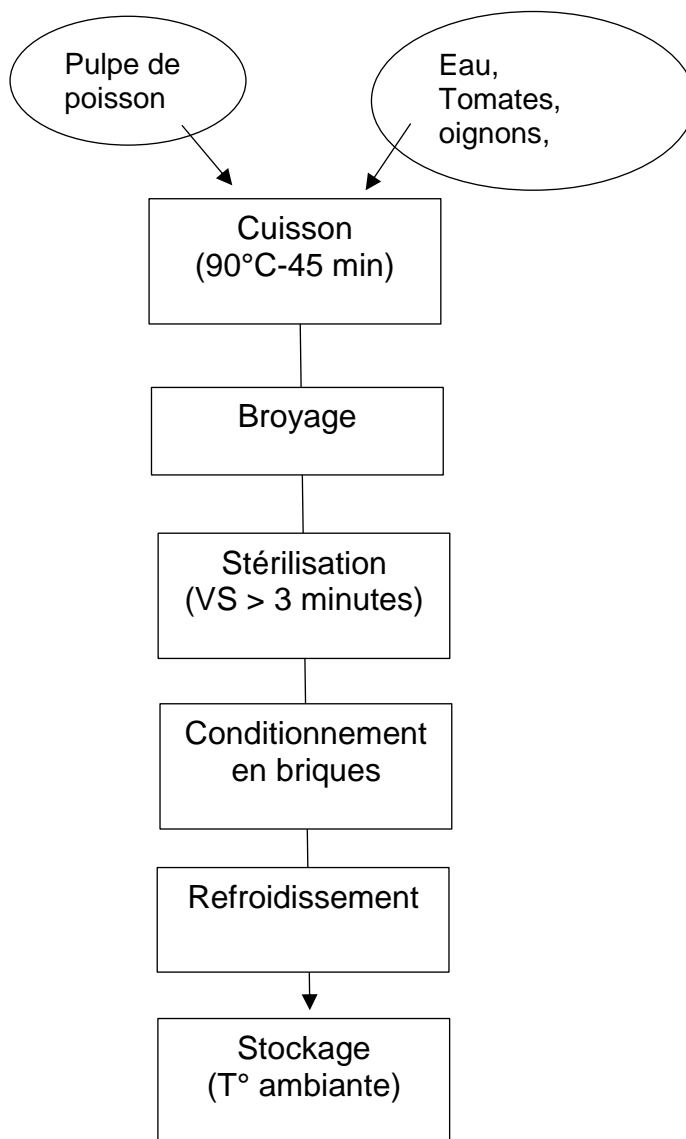 Pulpe de
poisson
Eau,
Tomates,
oignons,
Cuisson
(90°C-45 min)
Broyage
Stérilisation
(VS > 3 minutes)
Conditionnement
en briques
Refroidissement
Stockage
(T° ambiante)